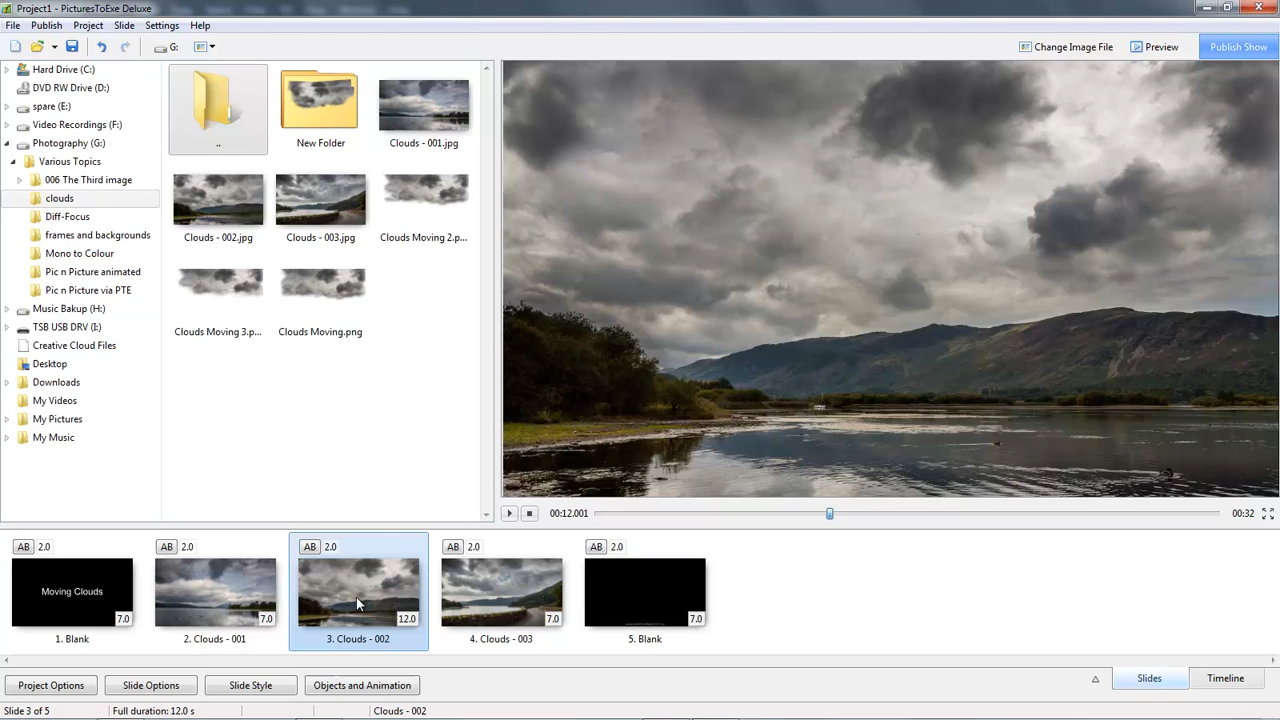 Project1 - PicturesToExe Deluxe
File Publish Project Slide Settings Help
G: Change Image File Preview Publish Show
Hard Drive (C:)
DVD RW Drive (D:)
spare (E:)
Video Recordings (F:)
Photography (G:)
Various Topics
006 The Third image
clouds
Diff-Focus
frames and backgrounds
Mono to Colour
Pic n Picture animated
Pic n Picture via PTE
Music Bakup (H:)
TSB USB DRV (I:)
Creative Cloud Files
Desktop
Downloads
My Videos
My Pictures
My Music
.. New Folder Clouds - 001.jpg
Clouds - 002.jpg Clouds - 003.jpg Clouds Moving 2.p...
Clouds Moving 3.p... Clouds Moving.png
00:12.001 00:32
AB 2.0 AB 2.0 AB 2.0 AB 2.0 AB 2.0
Moving Clouds
7.0 7.0 12.0 7.0 7.0
1. Blank 2. Clouds - 001 3. Clouds - 002 4. Clouds - 003 5. Blank
Project Options Slide Options Slide Style Objects and Animation Slides Timeline
Slide 3 of 5 Full duration: 12.0 s Clouds - 002